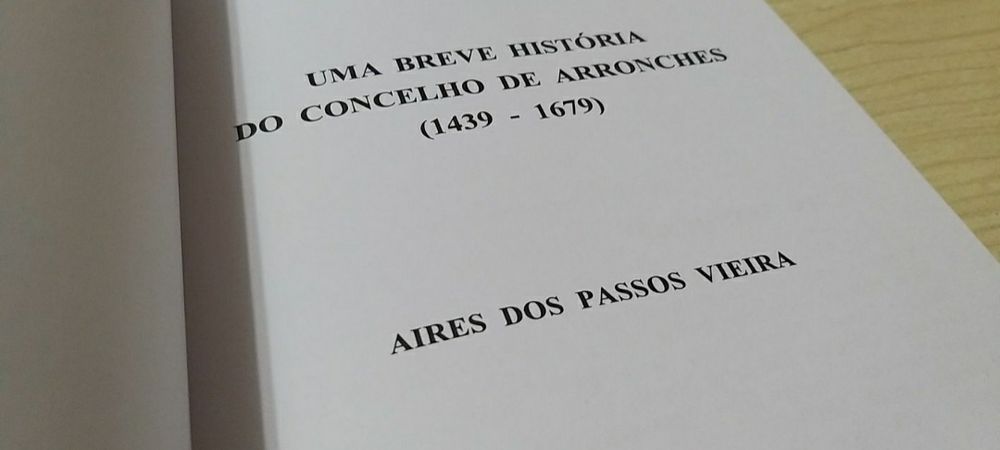 UMA BREVE HISTÓRIA
DO CONCELHO DE ARRONCHES
(1439 - 1679)
AIRES DOS PASSOS VIEIRA